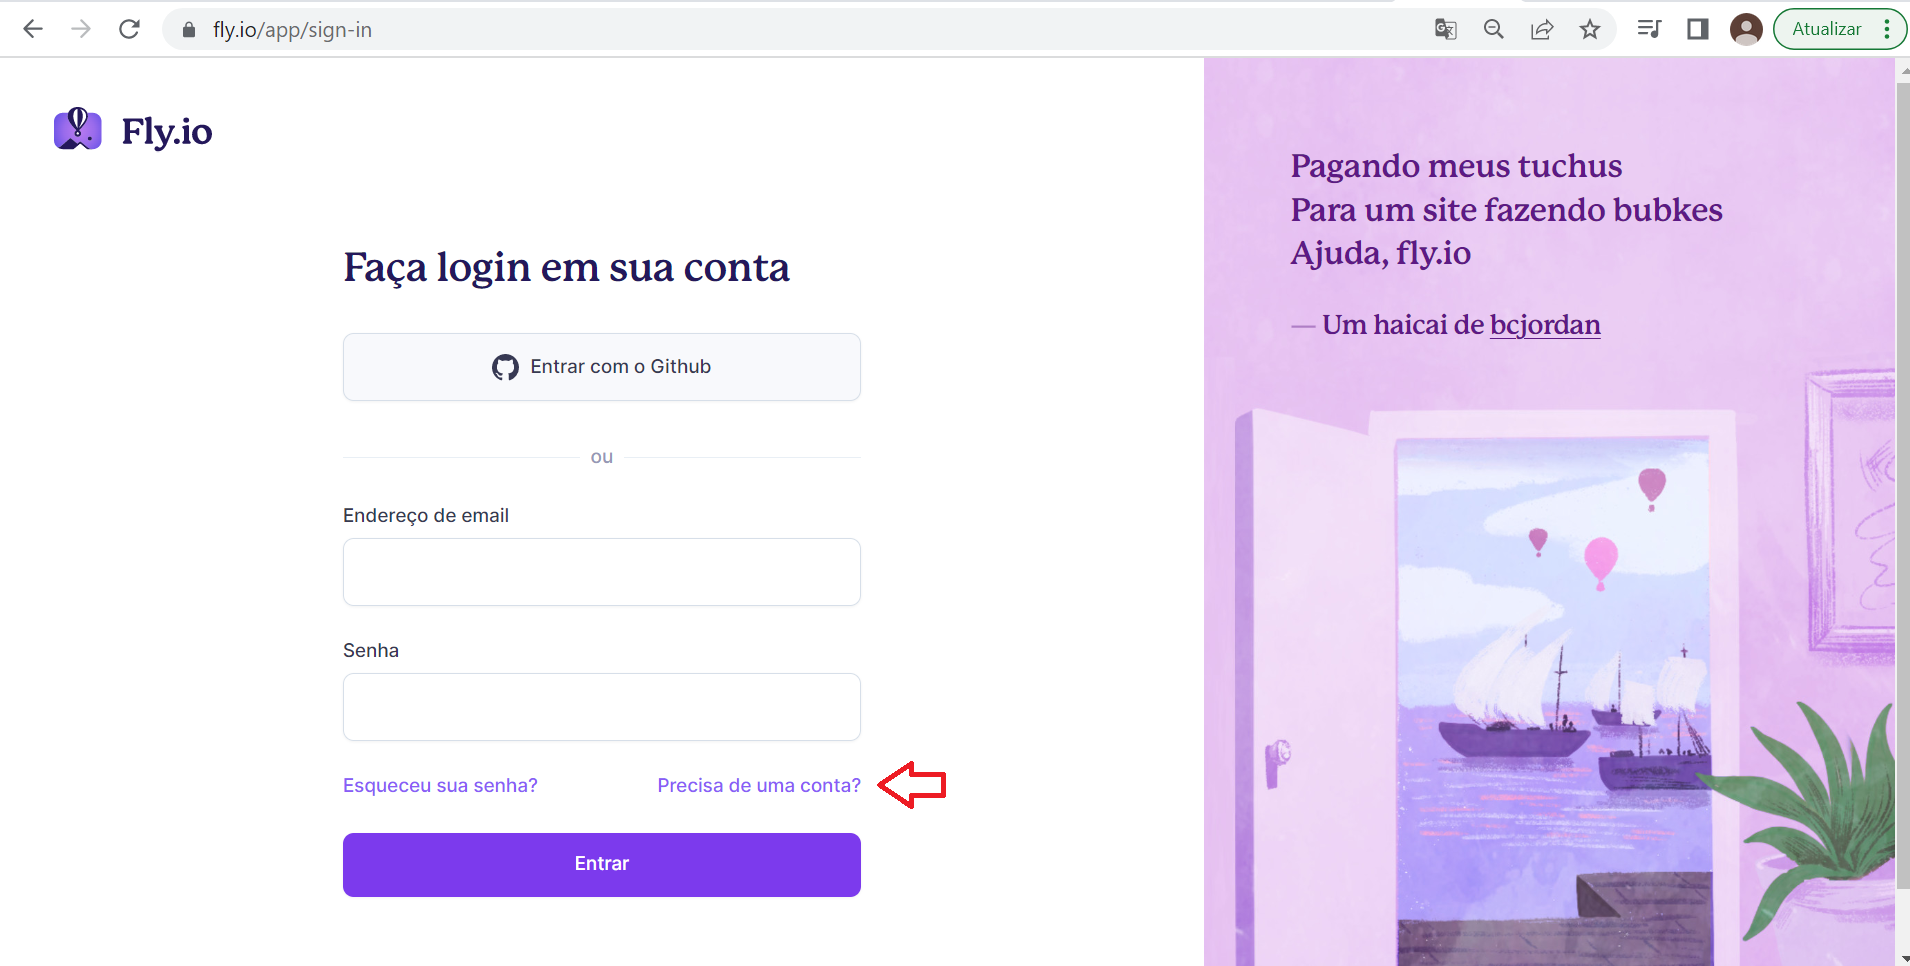 fly.io/app/sign-in
Atualizar
Fly.io
Faça login em sua conta
Entrar com o Github
ou
Endereço de email
Senha
Esqueceu sua senha?
Precisa de uma conta?
Entrar
Pagando meus tuchus
Para um site fazendo bubkes
Ajuda, fly.io
— Um haicai de bcjordan